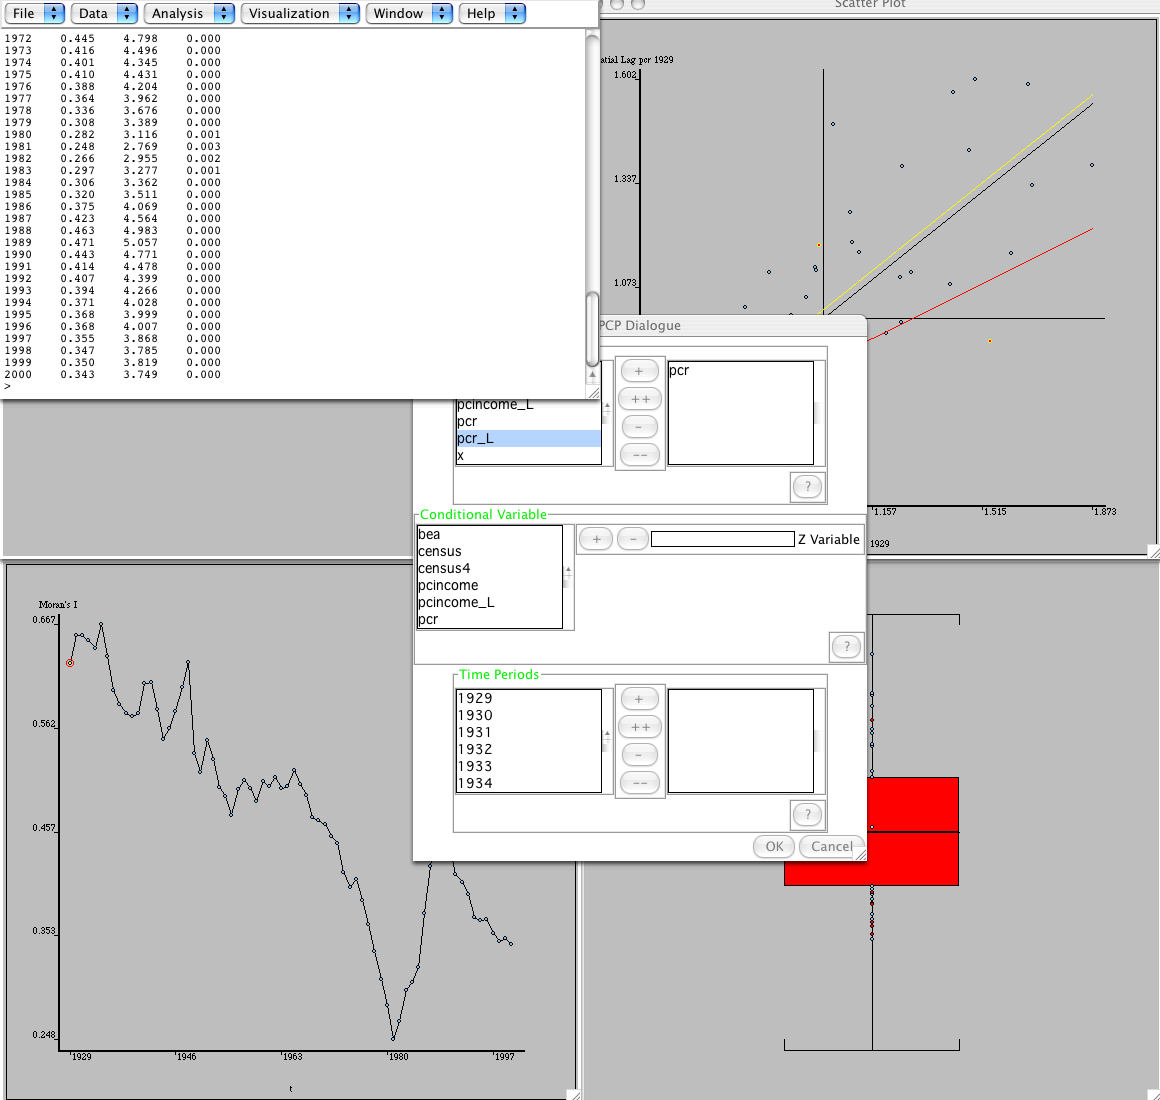 File Data Analysis Visualization Window Help
1972 0.445 4.798 0.000
1973 0.416 4.496 0.000
1974 0.401 4.345 0.000
1975 0.410 4.431 0.000
1976 0.388 4.204 0.000
1977 0.364 3.962 0.000
1978 0.336 3.676 0.000
1979 0.308 3.389 0.000
1980 0.282 3.116 0.001
1981 0.248 2.769 0.003
1982 0.266 2.955 0.002
1983 0.297 3.277 0.001
1984 0.306 3.362 0.000
1985 0.320 3.511 0.000
1986 0.375 4.069 0.000
1987 0.423 4.564 0.000
1988 0.463 4.983 0.000
1989 0.471 5.057 0.000
1990 0.443 4.771 0.000
1991 0.414 4.478 0.000
1992 0.407 4.399 0.000
1993 0.394 4.266 0.000
1994 0.371 4.028 0.000
1995 0.368 3.999 0.000
1996 0.368 4.007 0.000
1997 0.355 3.868 0.000
1998 0.347 3.785 0.000
1999 0.350 3.819 0.000
2000 0.343 3.749 0.000
>
Scatter Plot
atial Lag pcr 1929
1.602
1.337
1.073
1.157 1.515 1.873
1929
PCP Dialogue
pcincome_L
pcr
pcr_L
x
+
++
-
--
pcr
?
Conditional Variable
bea
census
census4
pcincome
pcincome_L
pcr
+ - Z Variable
?
Time Periods
1929
1930
1931
1932
1933
1934
+
++
-
--
?
OK Cancel
Moran's I
0.667
0.562
0.457
0.353
0.248
1929 1946 1963 1980 1997
t